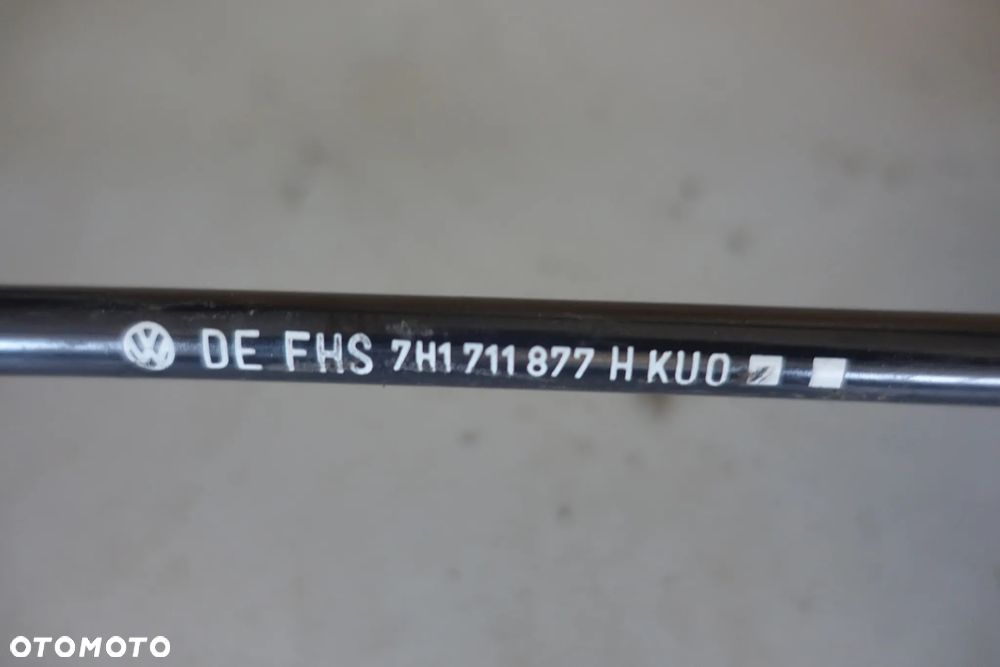 DE FHS 7H1 711 877 H KUO
OTOMOTO